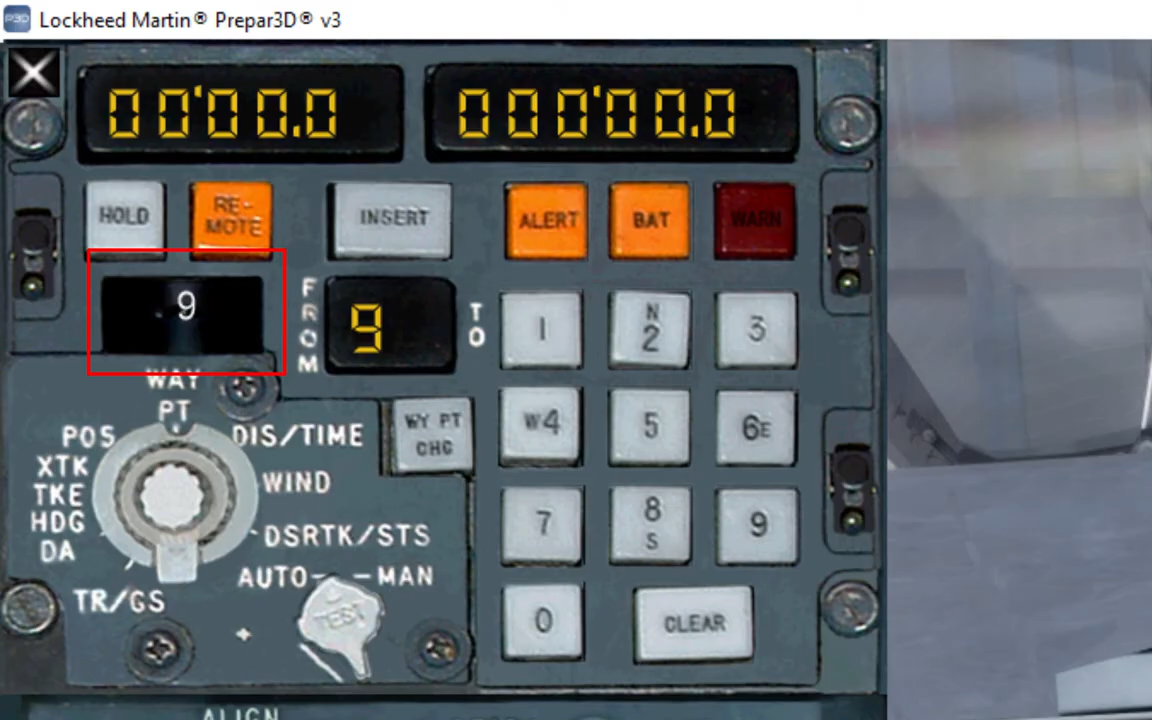 P3D Lockheed Martin® Prepar3D® v3
00'00.0 000'00.0
HOLD RE-MOTE INSERT ALERT BAT WARN
9 FROM 9 TO 1 N 2 3
WAY PT
WY PT CHG W4 5 6E
POS DIS/TIME
XTK WIND
TKE
HDG DSRTK/STS
DA
7 8 S 9
AUTO MAN
TR/GS TEST 0 CLEAR
ALIGN